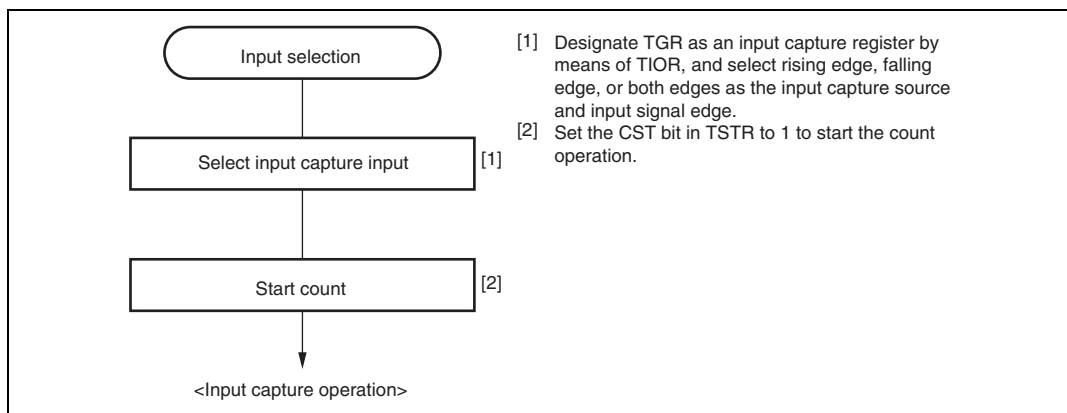 Input selection
Select input capture input
[1]
Start count
[2]
<Input capture operation>
[1] Designate TGR as an input capture register by
means of TIOR, and select rising edge, falling
edge, or both edges as the input capture source
and input signal edge.
[2] Set the CST bit in TSTR to 1 to start the count
operation.